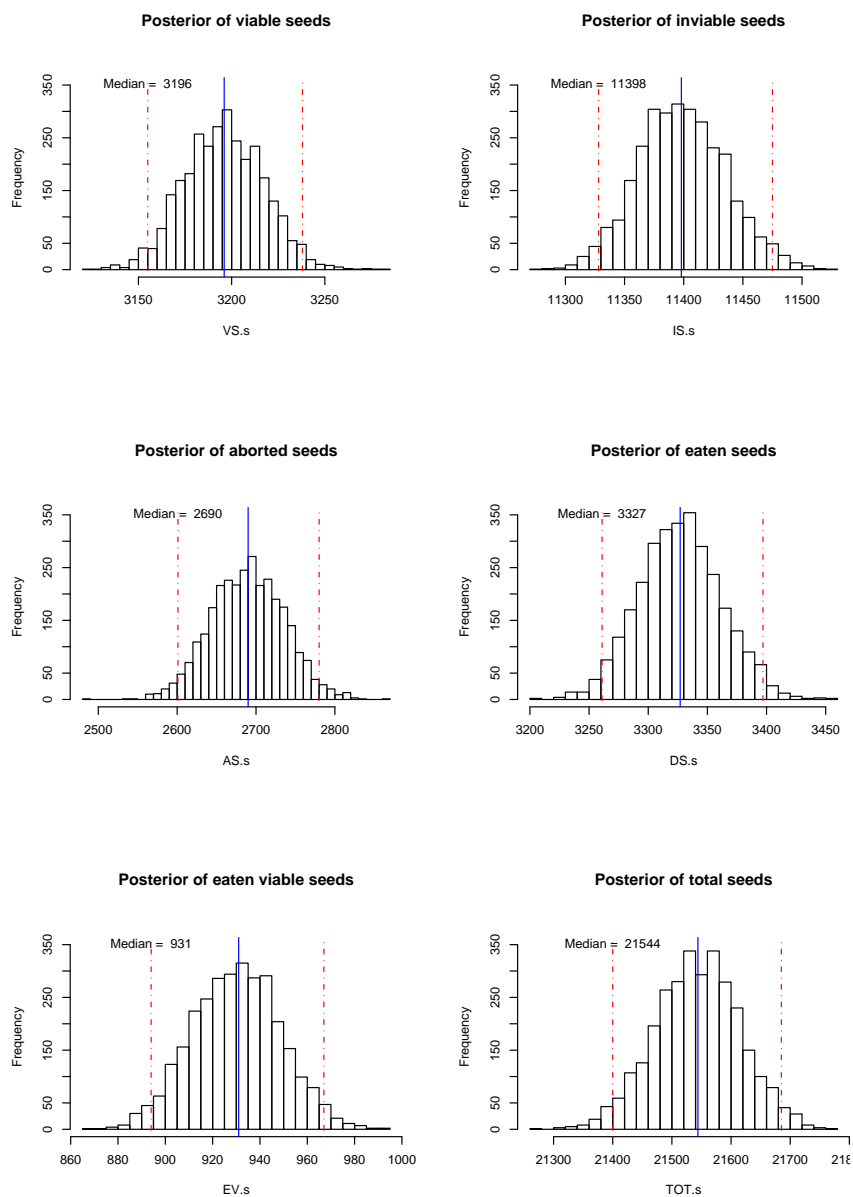 Posterior of viable seeds
Median = 3196
Frequency
0 50 150 250 350
3150 3200 3250
VS.s
Posterior of inviable seeds
Median = 11398
Frequency
0 50 150 250 350
11300 11350 11400 11450 11500
IS.s
Posterior of aborted seeds
Median = 2690
Frequency
0 50 150 250 350
2500 2600 2700 2800
AS.s
Posterior of eaten seeds
Median = 3327
Frequency
0 50 150 250 350
3200 3250 3300 3350 3400 3450
DS.s
Posterior of eaten viable seeds
Median = 931
Frequency
0 50 150 250 350
860 880 900 920 940 960 980 1000
EV.s
Posterior of total seeds
Median = 21544
Frequency
0 50 150 250 350
21300 21400 21500 21600 21700
TOT.s